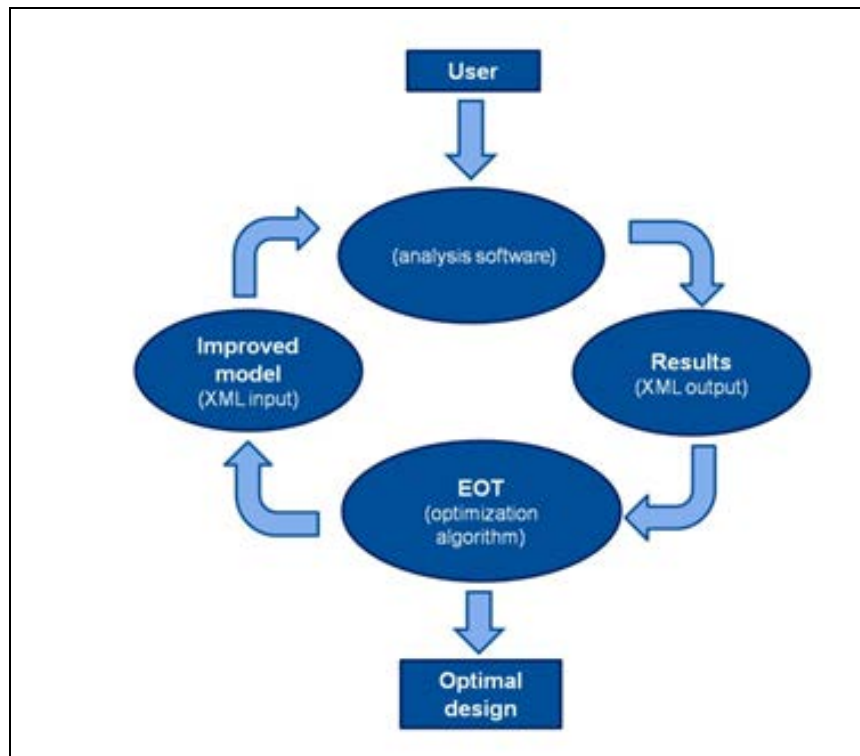 User
(analysis software)
Improved
model
(XML input)
Results
(XML output)
EOT
(optimization
algorithm)
Optimal
design